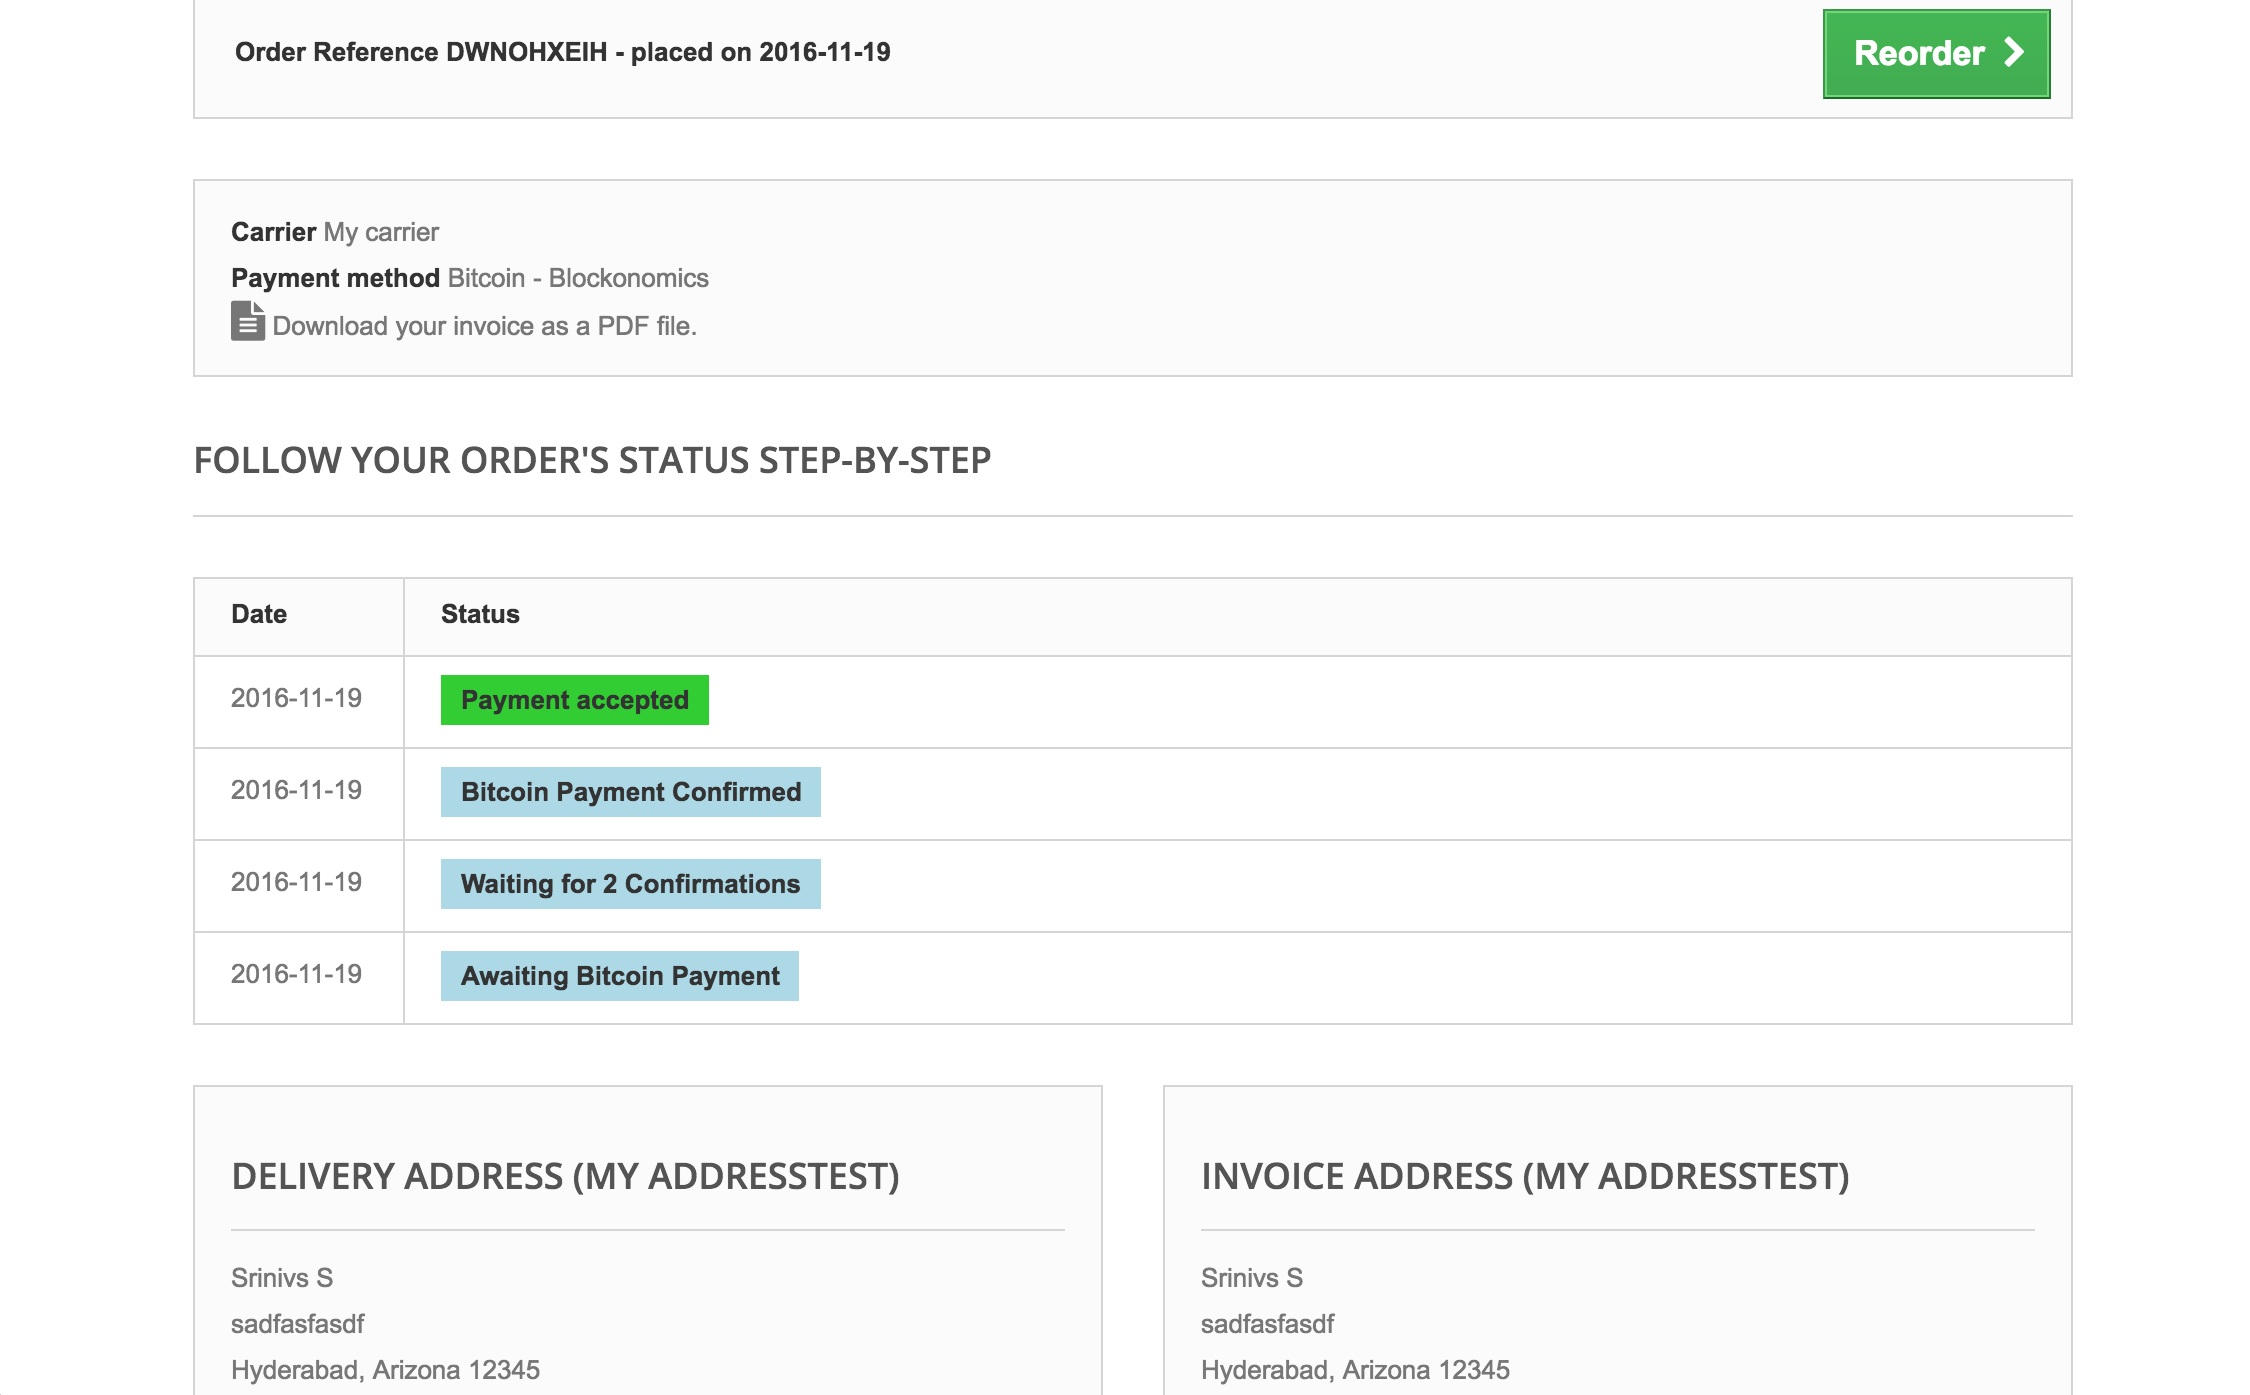 Order Reference DWNOHXEIH - placed on 2016-11-19
Reorder
Carrier My carrier
Payment method Bitcoin - Blockonomics
Download your invoice as a PDF file.
FOLLOW YOUR ORDER'S STATUS STEP-BY-STEP
Date Status
2016-11-19 Payment accepted
2016-11-19 Bitcoin Payment Confirmed
2016-11-19 Waiting for 2 Confirmations
2016-11-19 Awaiting Bitcoin Payment
DELIVERY ADDRESS (MY ADDRESSTEST)
Srinivs S
sadfasfasdf
Hyderabad, Arizona 12345
INVOICE ADDRESS (MY ADDRESSTEST)
Srinivs S
sadfasfasdf
Hyderabad, Arizona 12345